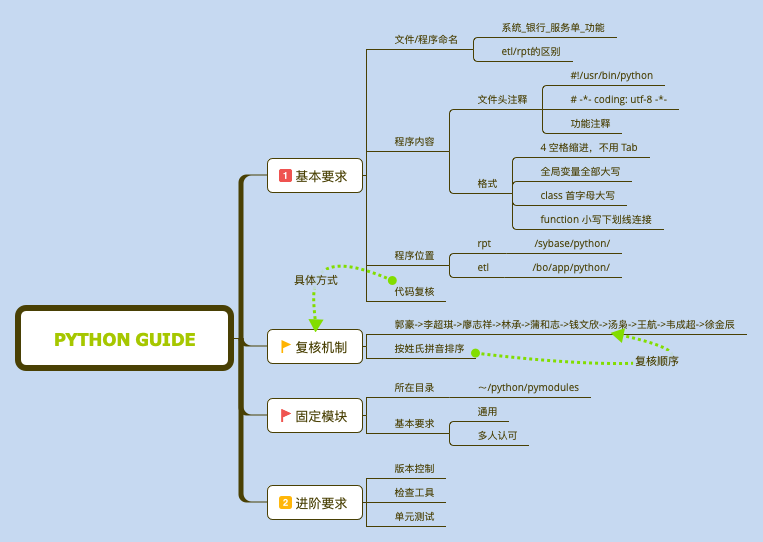 PYTHON GUIDE
1 基本要求
文件/程序命名
系统_银行_服务单_功能
etl/rpt的区别
程序内容
文件头注释
#!/usr/bin/python
# -*- coding: utf-8 -*-
功能注释
格式
4 空格缩进，不用 Tab
全局变量全部大写
class 首字母大写
function 小写下划线连接
程序位置
rpt /sybase/python/
etl /bo/app/python/
代码复核
具体方式
复核机制
郭豪->李超琪->廖志祥->林承->蒲和志->钱文欣->汤枭->王航->韦成超->徐金辰
按姓氏拼音排序
复核顺序
固定模块
所在目录 ～/python/pymodules
基本要求
通用
多人认可
2 进阶要求
版本控制
检查工具
单元测试